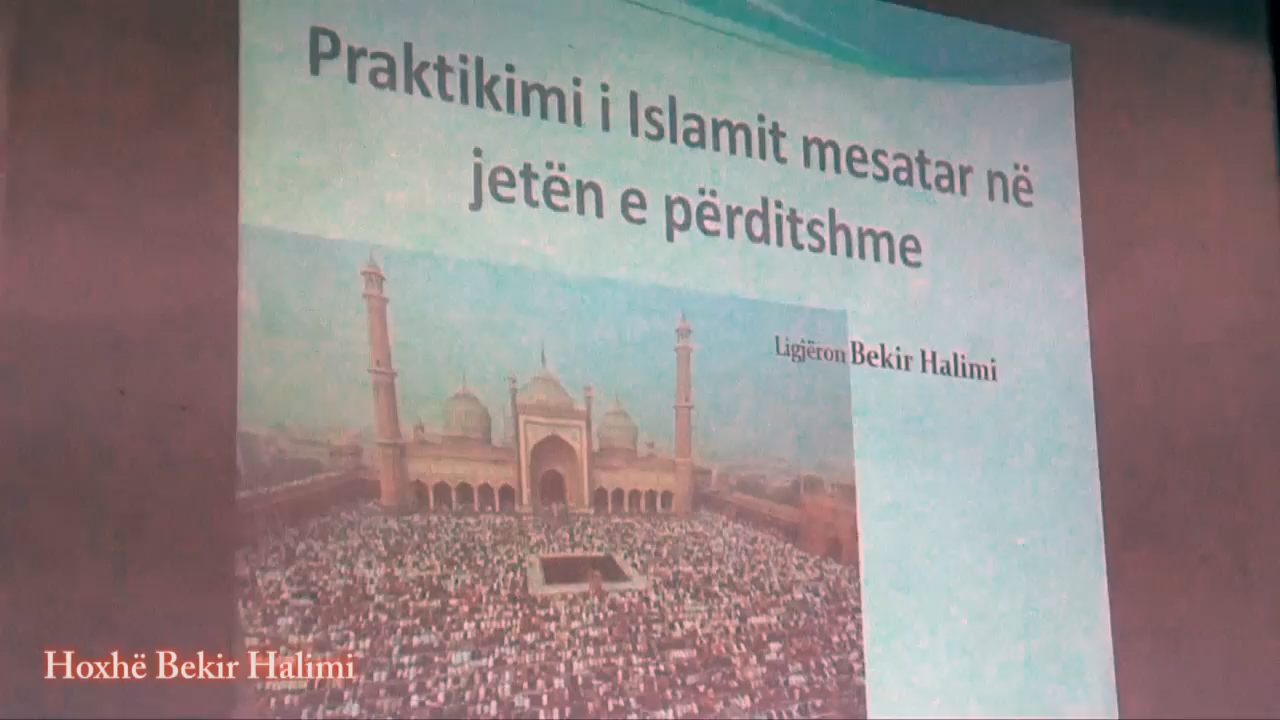 Praktikimi i Islamit mesatar në
jetën e përditshme
Ligjëron Bekir Halimi
Hoxhë Bekir Halimi